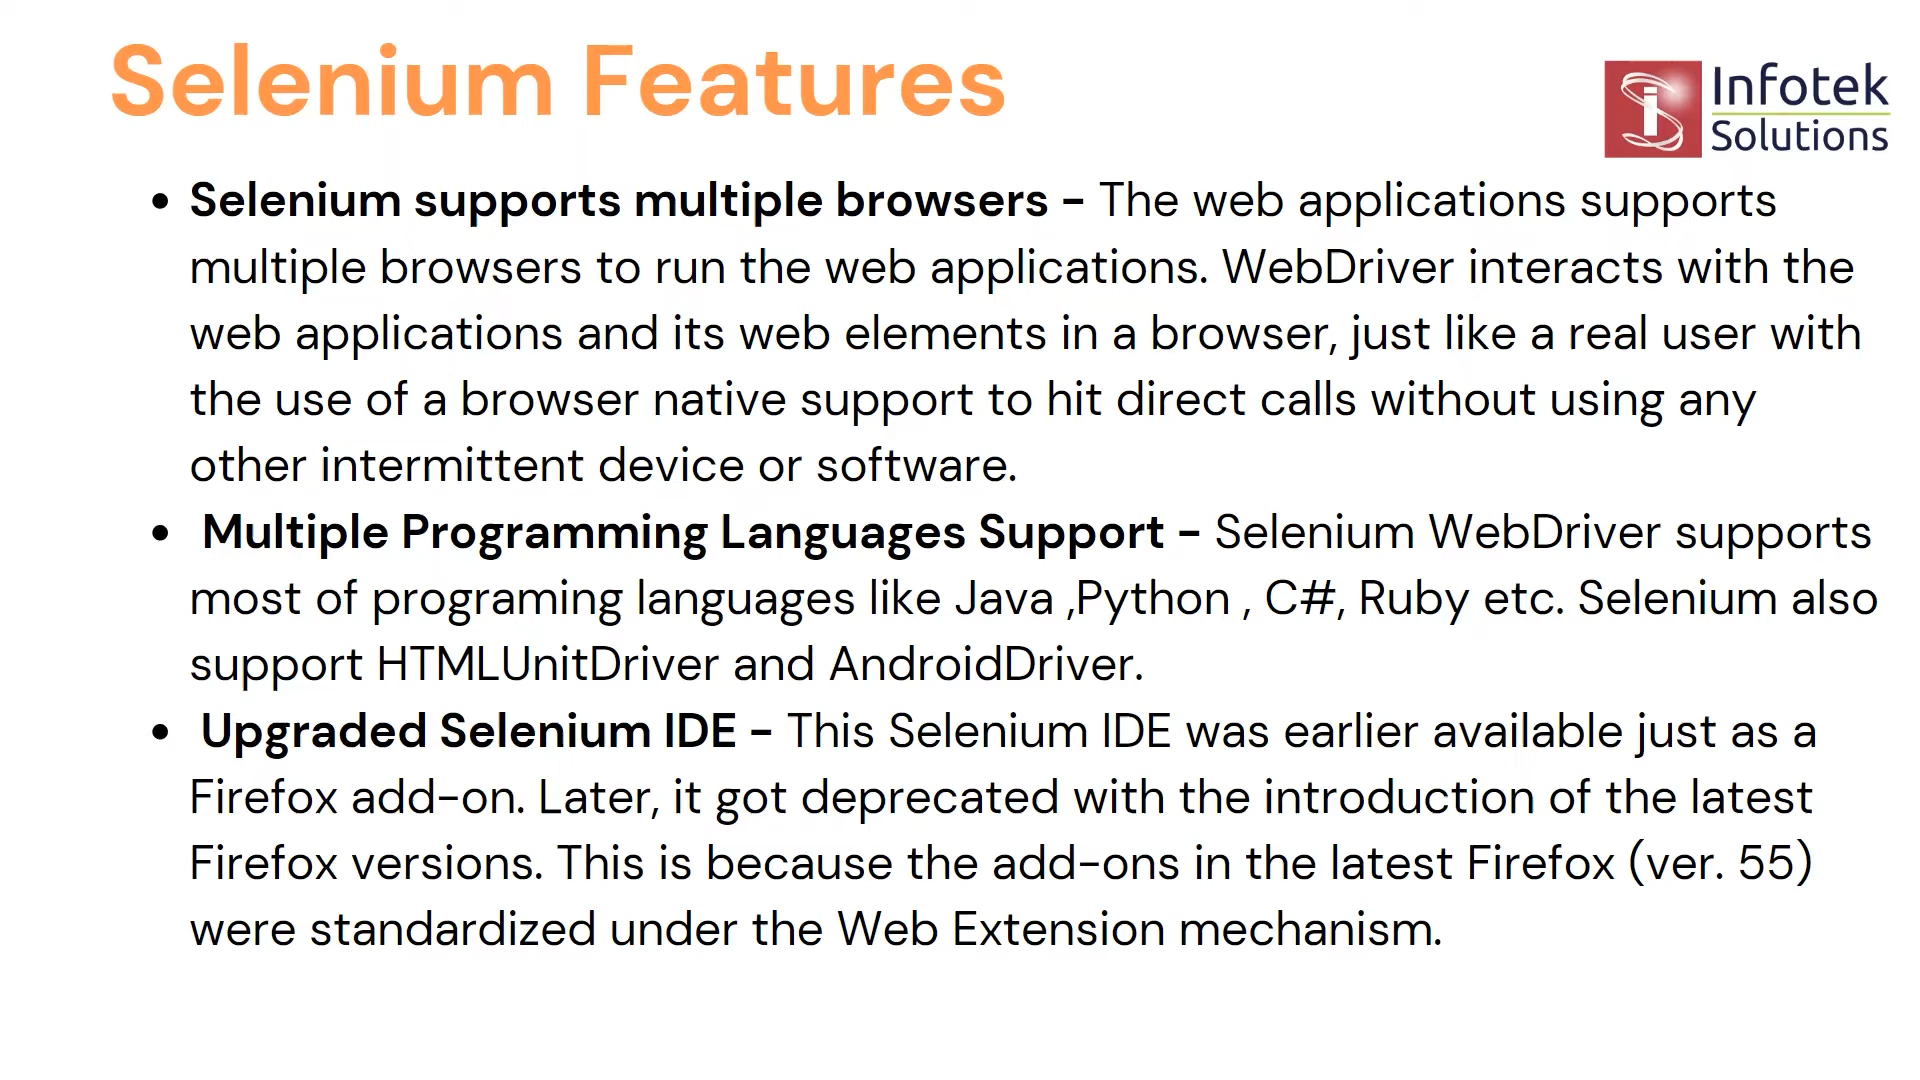 Selenium Features
Infotek
Solutions
• Selenium supports multiple browsers - The web applications supports
multiple browsers to run the web applications. WebDriver interacts with the
web applications and its web elements in a browser, just like a real user with
the use of a browser native support to hit direct calls without using any
other intermittent device or software.
• Multiple Programming Languages Support - Selenium WebDriver supports
most of programing languages like Java ,Python , C#, Ruby etc. Selenium also
support HTMLUnitDriver and AndroidDriver.
• Upgraded Selenium IDE - This Selenium IDE was earlier available just as a
Firefox add-on. Later, it got deprecated with the introduction of the latest
Firefox versions. This is because the add-ons in the latest Firefox (ver. 55)
were standardized under the Web Extension mechanism.